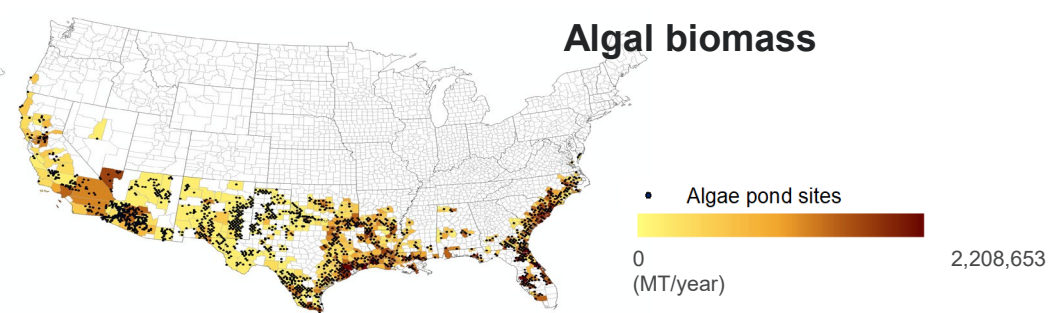 Algal biomass
Algae pond sites
0
2,208,653
(MT/year)